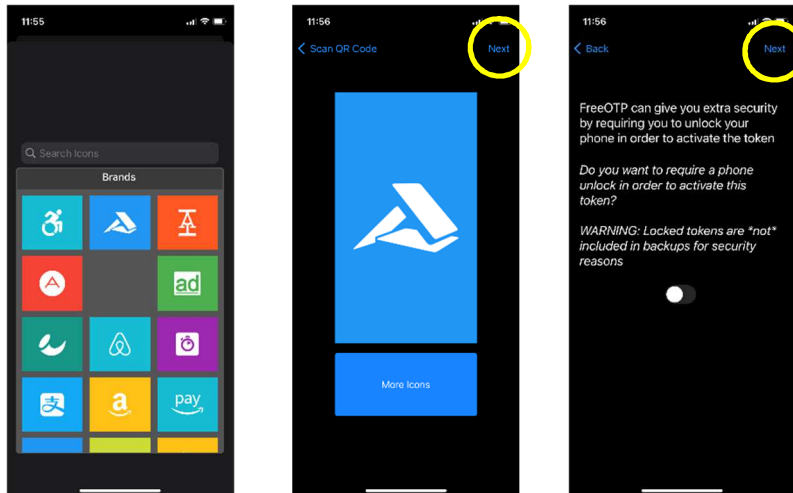 11:55
Search Icons
Brands
ad
a
pay
11:56
Scan QR Code
Next
More Icons
11:56
Back
Next
FreeOTP can give you extra security
by requiring you to unlock your
phone in order to activate the token
Do you want to require a phone
unlock in order to activate this
token?
WARNING: Locked tokens are *not*
included in backups for security
reasons